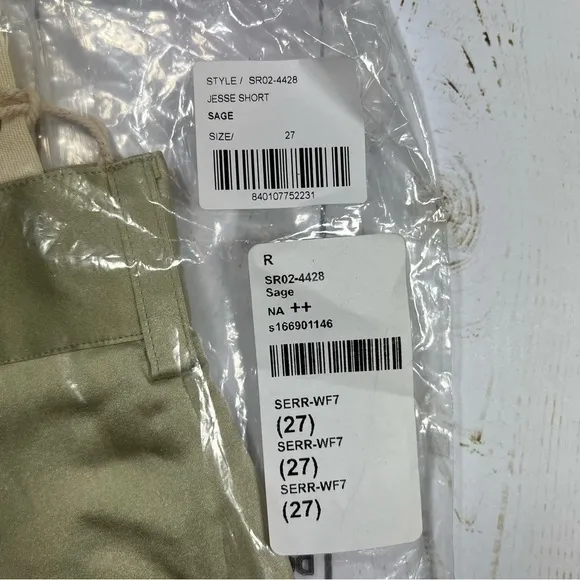 STYLE / SR02-4428
JESSE SHORT
SAGE
SIZE/ 27
840107752231
R
SR02-4428
Sage
NA ++
s166901146
SERR-WF7
(27)
SERR-WF7
(27)
SERR-WF7
(27)